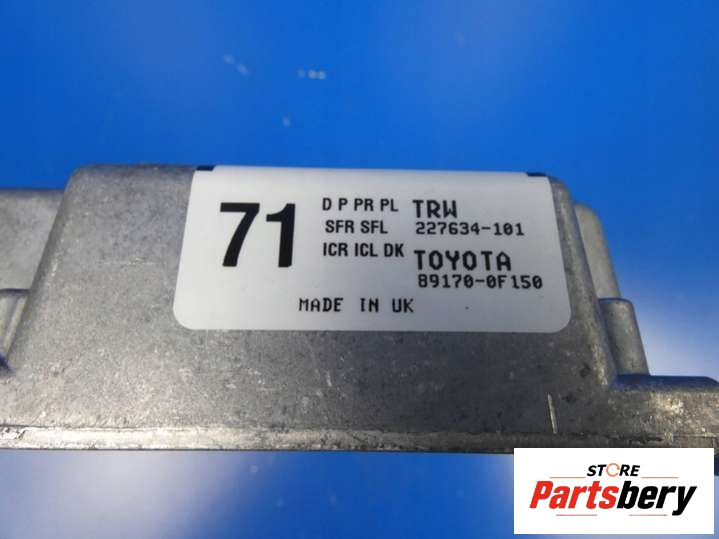 71
D P PR PL
SFR SFL
ICR ICL DK
TRW
227634-101
TOYOTA
89170-0F150
MADE IN UK
STORE
Partsbery